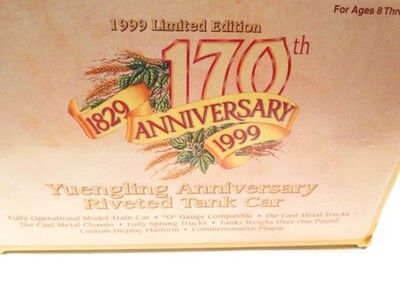 For Ages 8 Thr
1999 Limited Edition
170th
1829 ANNIVERSARY 1999
Yuengling Anniversary
Riveted Tank Car
Fully Operational Model Train Car • "O" Gauge Compatible • Die Cast Metal Trucks
Die Cast Metal Chassis • Fully Sprung Trucks • Tanks Weighs Over One Pound
Custom Display Platform • Commemorative Plaque